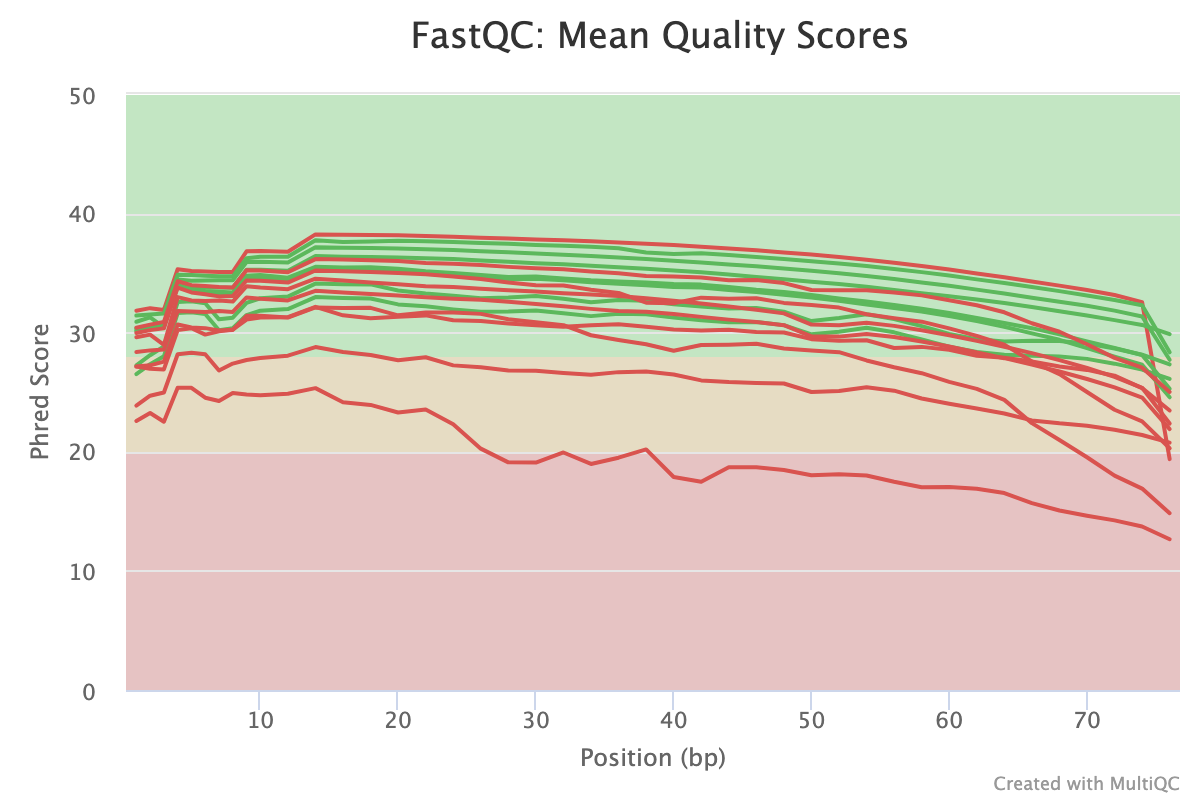 FastQC: Mean Quality Scores
50
40
30
20
10
0
Phred Score
10 20 30 40 50 60 70
Position (bp)
Created with MultiQC